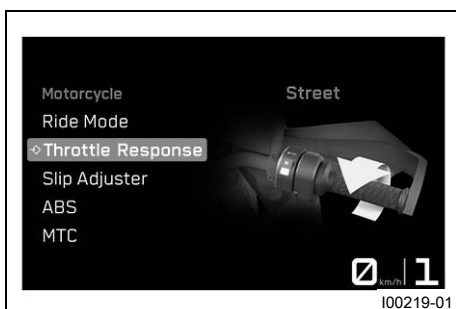 Motorcycle
Street
Ride Mode
Throttle Response
Slip Adjuster
ABS
MTC
0 km/h 1
I00219-01